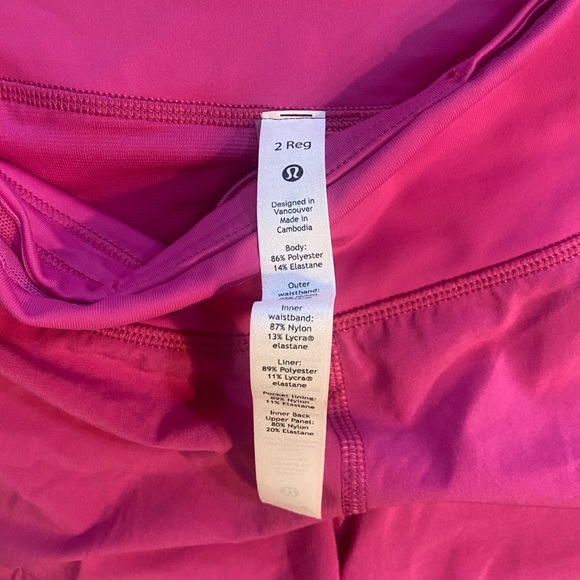 2 Reg
Designed in
Vancouver
Made in
Cambodia
Body:
86% Polyester
14% Elastane
Outer
waistband:
Inner
waistband:
87% Nylon
13% Lycra®
elastane
Liner:
89% Polyester
11% Lycra®
elastane
Pocket lining:
89% Nylon
11% Elastane
Inner Back
Upper Panel:
80% Nylon
20% Elastane